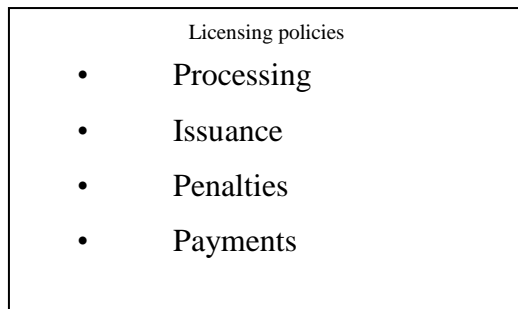 Licensing policies
• Processing
• Issuance
• Penalties
• Payments